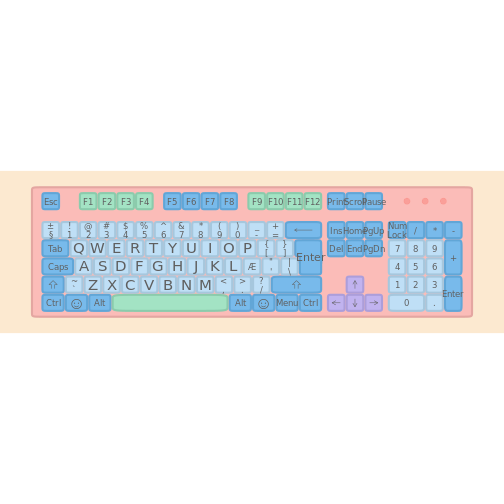 Esc F1 F2 F3 F4 F5 F6 F7 F8 F9 F10 F11 F12 Print Scroll Pause
± ! @ # $ % ^ & * ( ) _ + ← Ins Home PgUp Num / * -
§ 1 2 3 4 5 6 7 8 9 0 - = Lock
Tab Q W E R T Y U I O P { } Enter Del End PgDn 7 8 9 +
[ ]
Caps A S D F G H J K L Æ " | 4 5 6
' \
⇧ ~ Z X C V B N M < > ? ⇧ ↑ 1 2 3 Enter
, . /
Ctrl ☺ Alt Alt ☺ Menu Ctrl ← ↓ → 0 .